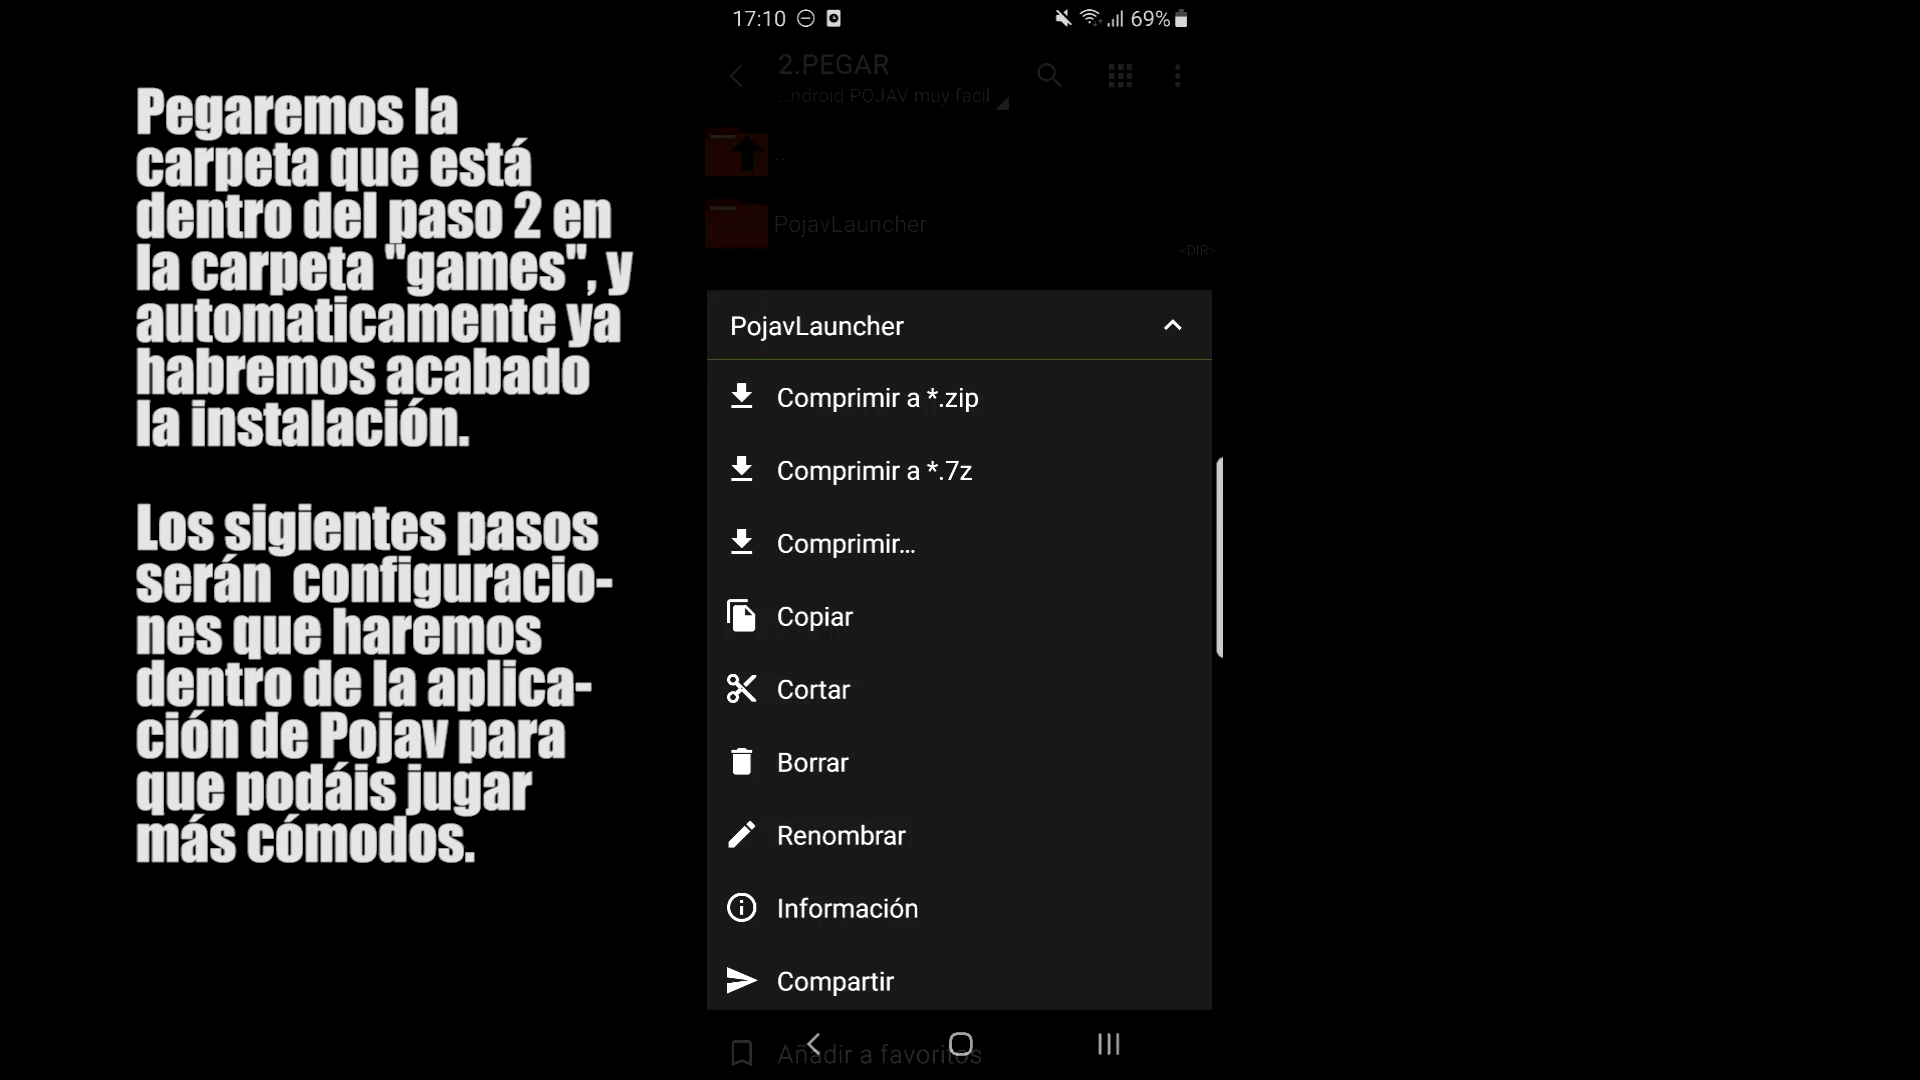 Pegaremos la
carpeta que está
dentro del paso 2 en
la carpeta "games", y
automaticamente ya
habremos acabado
la instalación.
Los sigientes pasos
serán configuracio-
nes que haremos
dentro de la aplica-
ción de Pojav para
que podáis jugar
más cómodos.
17:10
69%
2.PEGAR
...ndroid POJAV muy facil
..
PojavLauncher
<DIR>
PojavLauncher
Comprimir a *.zip
Comprimir a *.7z
Comprimir...
Copiar
Cortar
Borrar
Renombrar
Información
Compartir
Añadir a favoritos